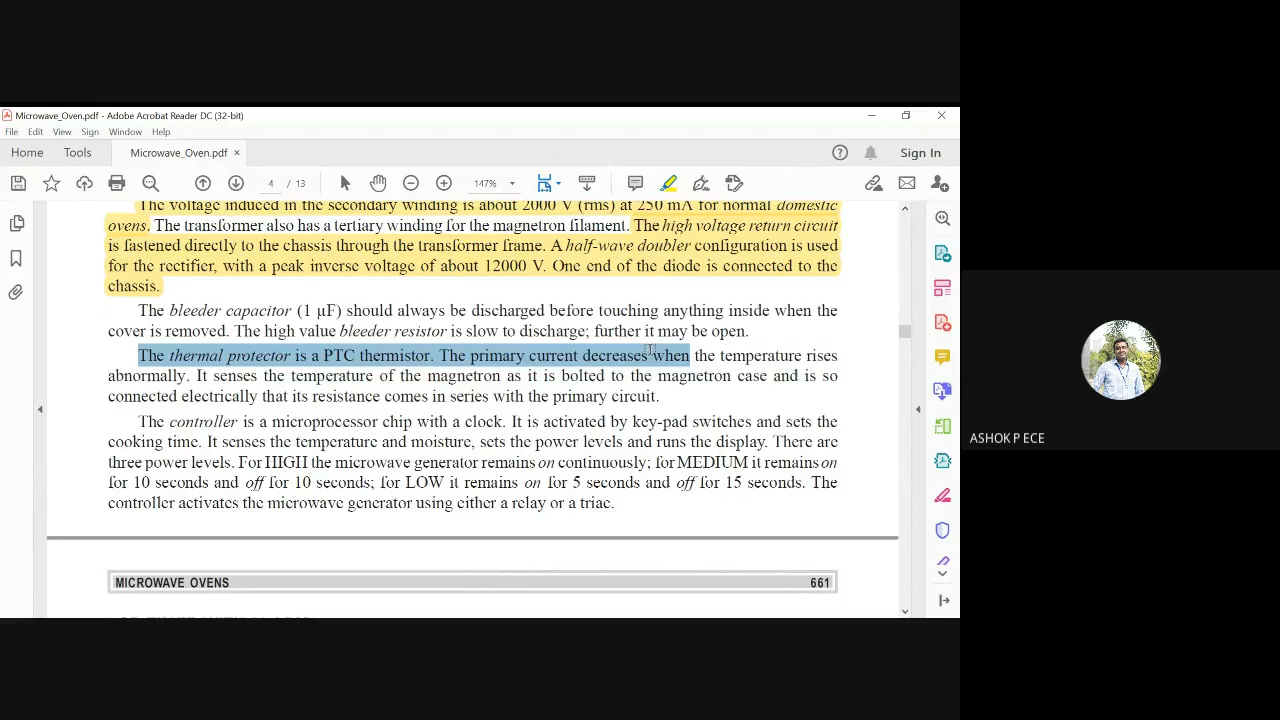 Microwave_Oven.pdf - Adobe Acrobat Reader DC (32-bit)
File Edit View Sign Window Help
Home Tools Microwave_Oven.pdf × Sign In
4 / 13 147%
The voltage induced in the secondary winding is about 2000 V (rms) at 250 mA for normal domestic
ovens. The transformer also has a tertiary winding for the magnetron filament. The high voltage return circuit
is fastened directly to the chassis through the transformer frame. A half-wave doubler configuration is used
for the rectifier, with a peak inverse voltage of about 12000 V. One end of the diode is connected to the
chassis.
The bleeder capacitor (1 µF) should always be discharged before touching anything inside when the
cover is removed. The high value bleeder resistor is slow to discharge; further it may be open.
The thermal protector is a PTC thermistor. The primary current decreases when the temperature rises
abnormally. It senses the temperature of the magnetron as it is bolted to the magnetron case and is so
connected electrically that its resistance comes in series with the primary circuit.
The controller is a microprocessor chip with a clock. It is activated by key-pad switches and sets the
cooking time. It senses the temperature and moisture, sets the power levels and runs the display. There are
three power levels. For HIGH the microwave generator remains on continuously; for MEDIUM it remains on
for 10 seconds and off for 10 seconds; for LOW it remains on for 5 seconds and off for 15 seconds. The
controller activates the microwave generator using either a relay or a triac.
MICROWAVE OVENS 661
ASHOK P ECE